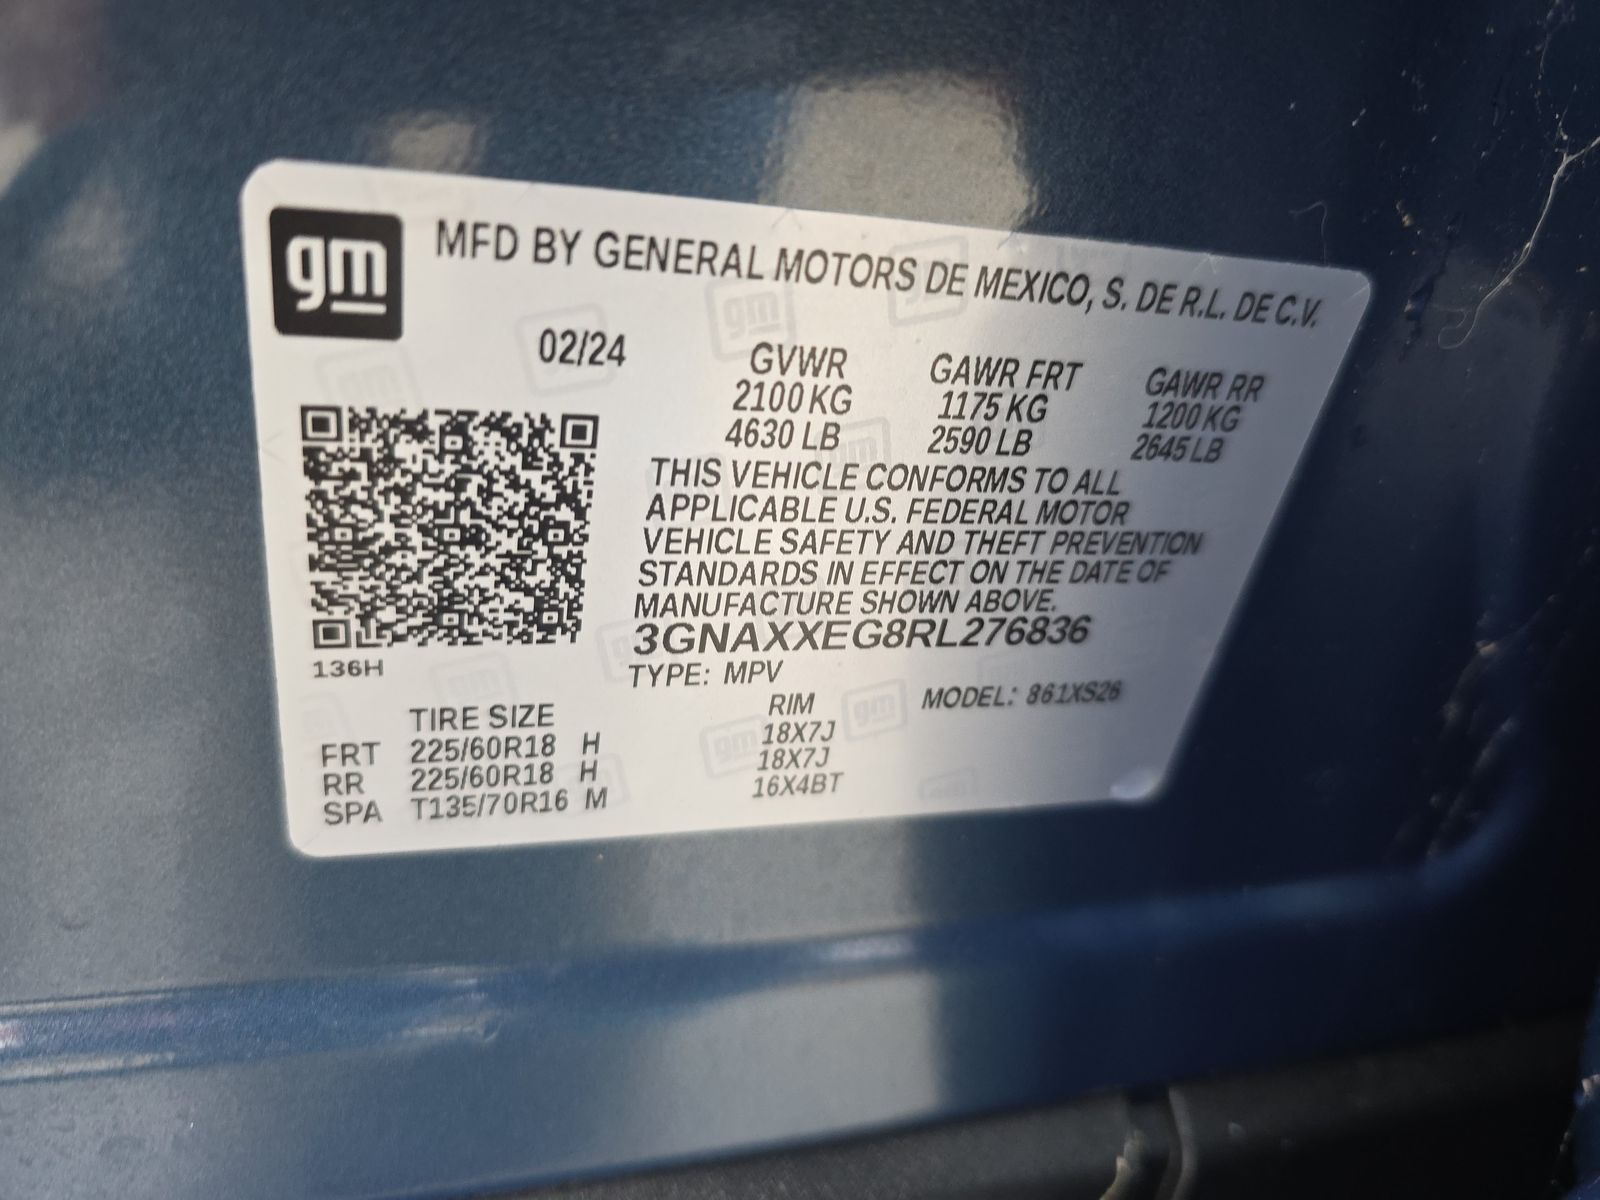 gm
MFD BY GENERAL MOTORS DE MEXICO, S. DE R.L. DE C.V.
02/24
GVWR GAWR FRT GAWR RR
2100 KG 1175 KG 1200 KG
4630 LB 2590 LB 2645 LB
THIS VEHICLE CONFORMS TO ALL
APPLICABLE U.S. FEDERAL MOTOR
VEHICLE SAFETY AND THEFT PREVENTION
STANDARDS IN EFFECT ON THE DATE OF
MANUFACTURE SHOWN ABOVE.
3GNAXXEG8RL276836
136H
TYPE: MPV MODEL: 861XS26
TIRE SIZE RIM
FRT 225/60R18 H 18X7J
RR 225/60R18 H 18X7J
SPA T135/70R16 M 16X4BT